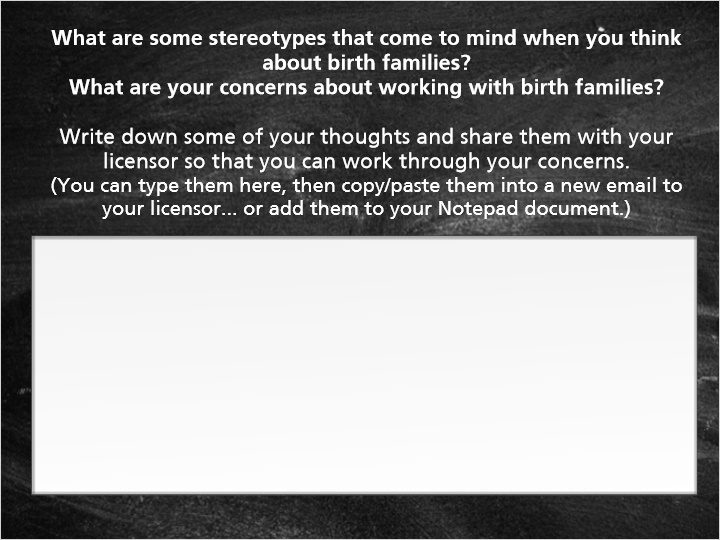 What are some stereotypes that come to mind when you think
about birth families?
What are your concerns about working with birth families?
Write down some of your thoughts and share them with your
licensor so that you can work through your concerns.
(You can type them here, then copy/paste them into a new email to
your licensor... or add them to your Notepad document.)